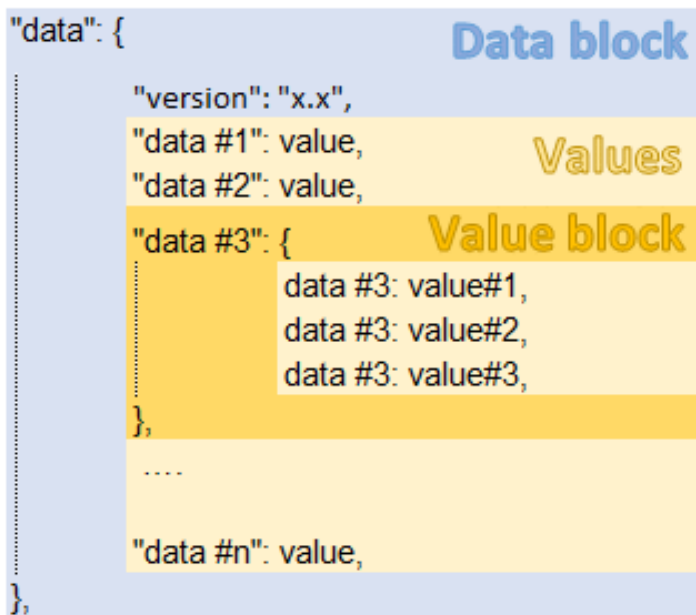 "data": {
Data block
"version": "x.x",
"data #1": value,
Values
"data #2": value,
"data #3": {
Value block
data #3: value#1,
data #3: value#2,
data #3: value#3,
},
....
"data #n": value,
},